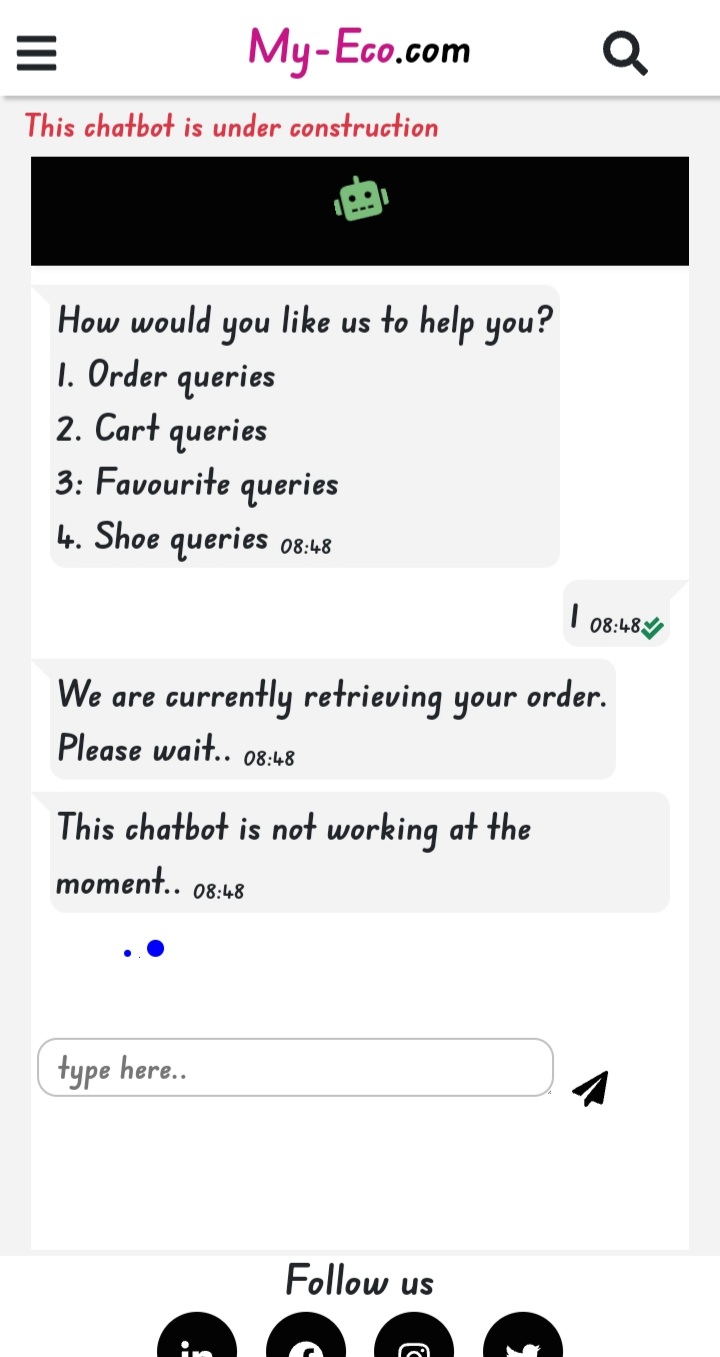 My-Eco.com
This chatbot is under construction
How would you like us to help you?
1. Order queries
2. Cart queries
3: Favourite queries
4. Shoe queries 08:48
1 08:48
We are currently retrieving your order.
Please wait.. 08:48
This chatbot is not working at the
moment.. 08:48
type here..
Follow us
in